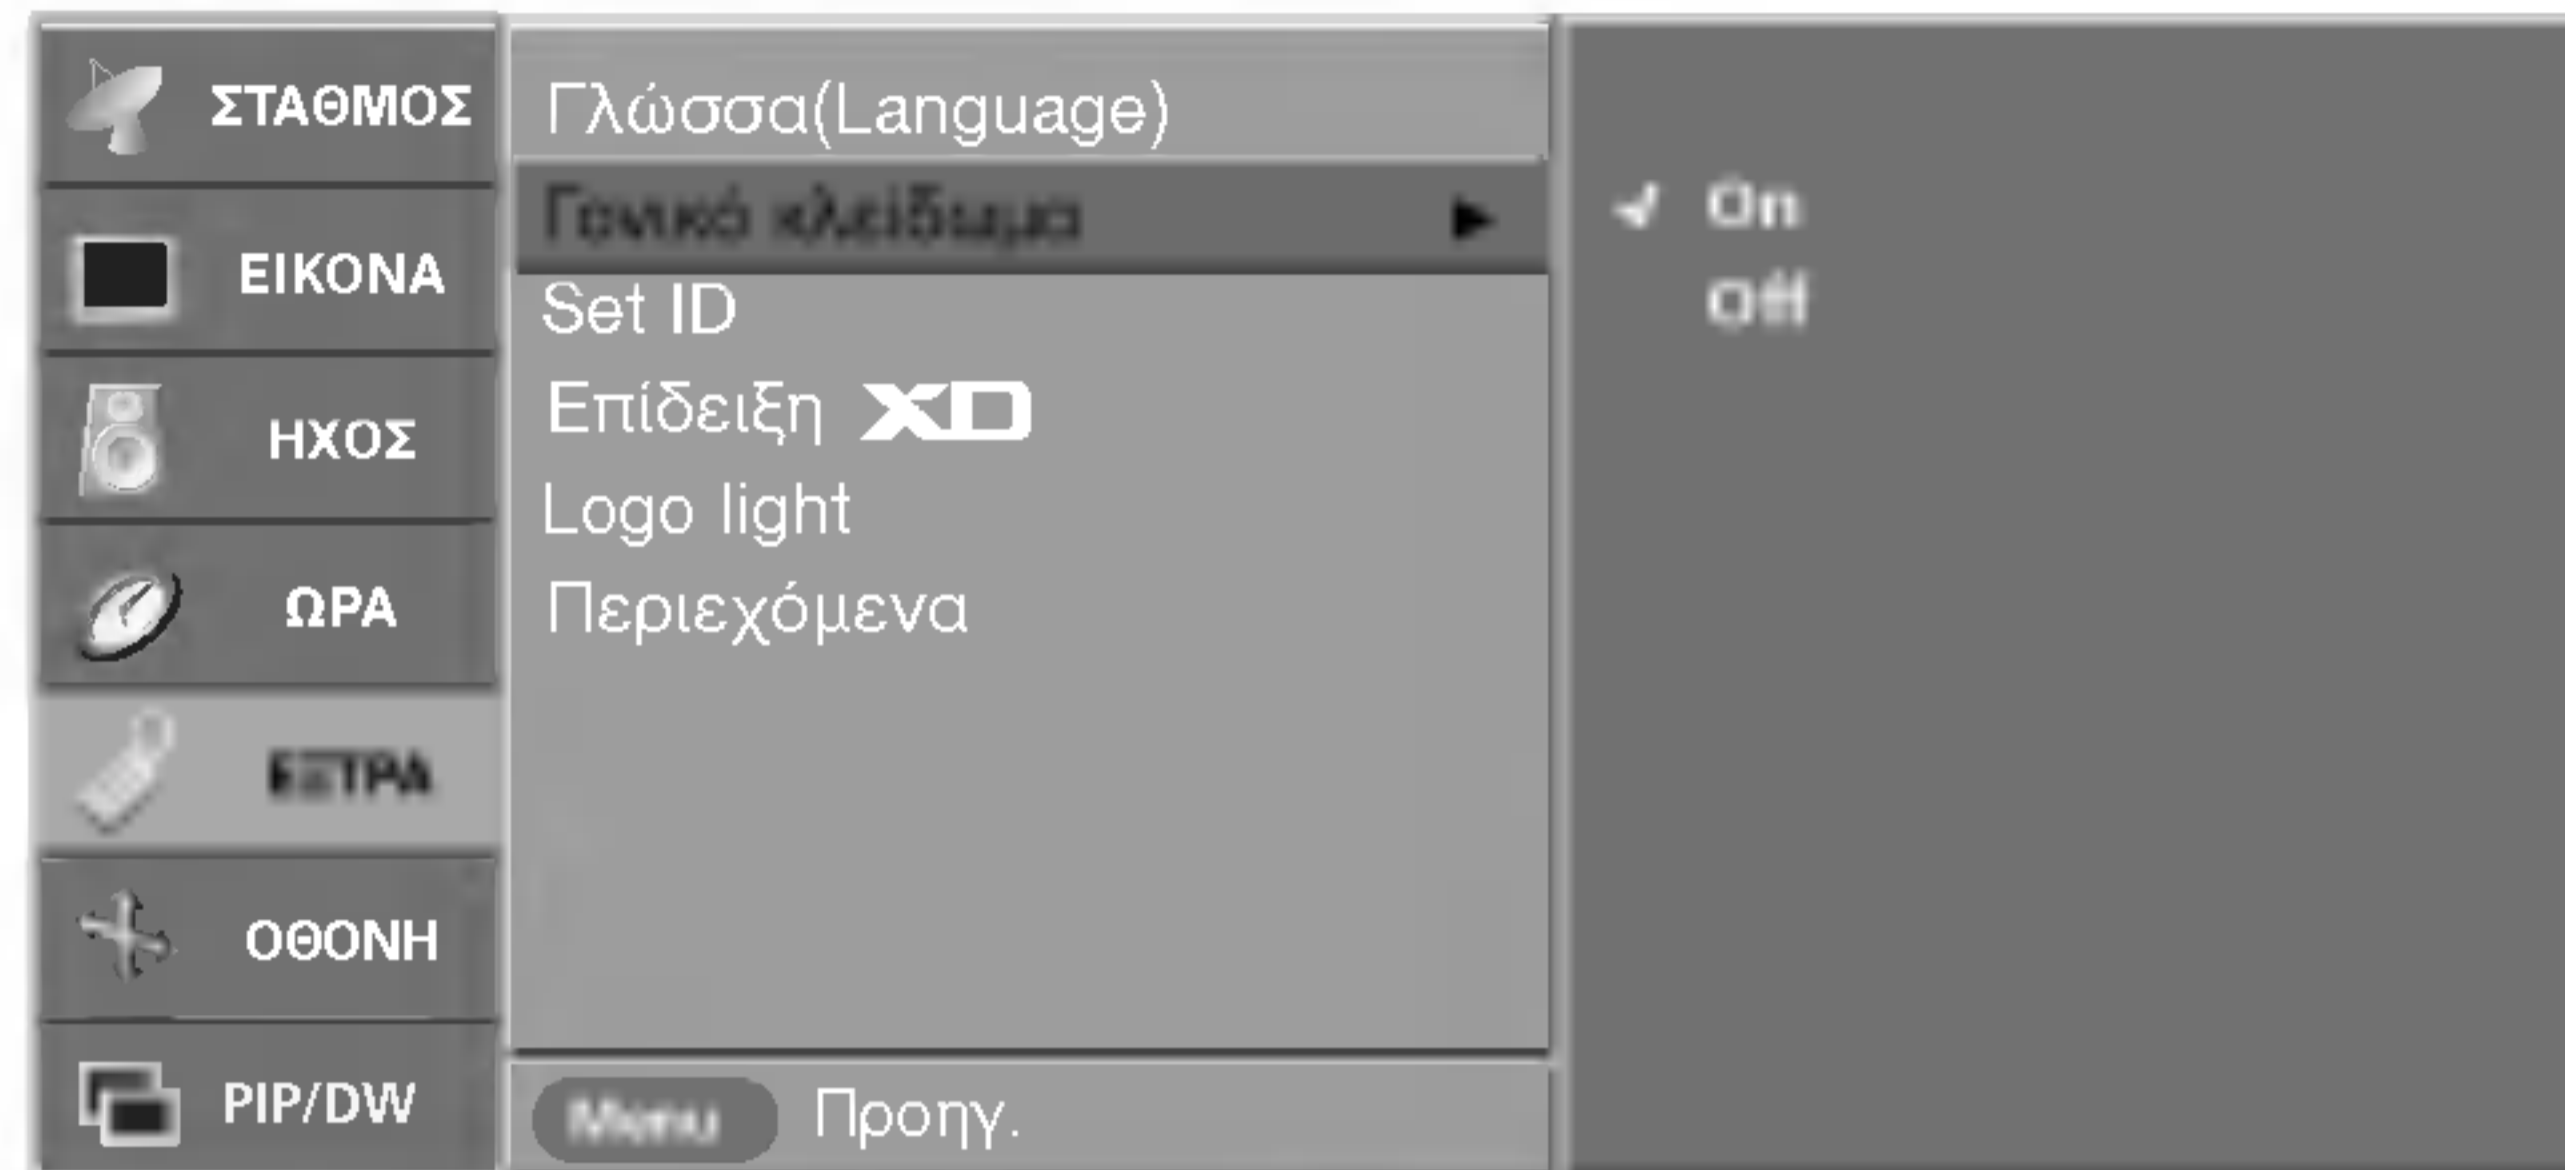 ΣΤΑΘΜΟΣ
ΕΙΚΟΝΑ
ΗΧΟΣ
ΩΡΑ
ΕΞΤΡΑ
ΟΘΟΝΗ
PIP/DW
Γλώσσα(Language)
Γονικό κλείδωμα
Set ID
Επίδειξη XD
Logo light
Περιεχόμενα
Menu Προηγ.
On
Off